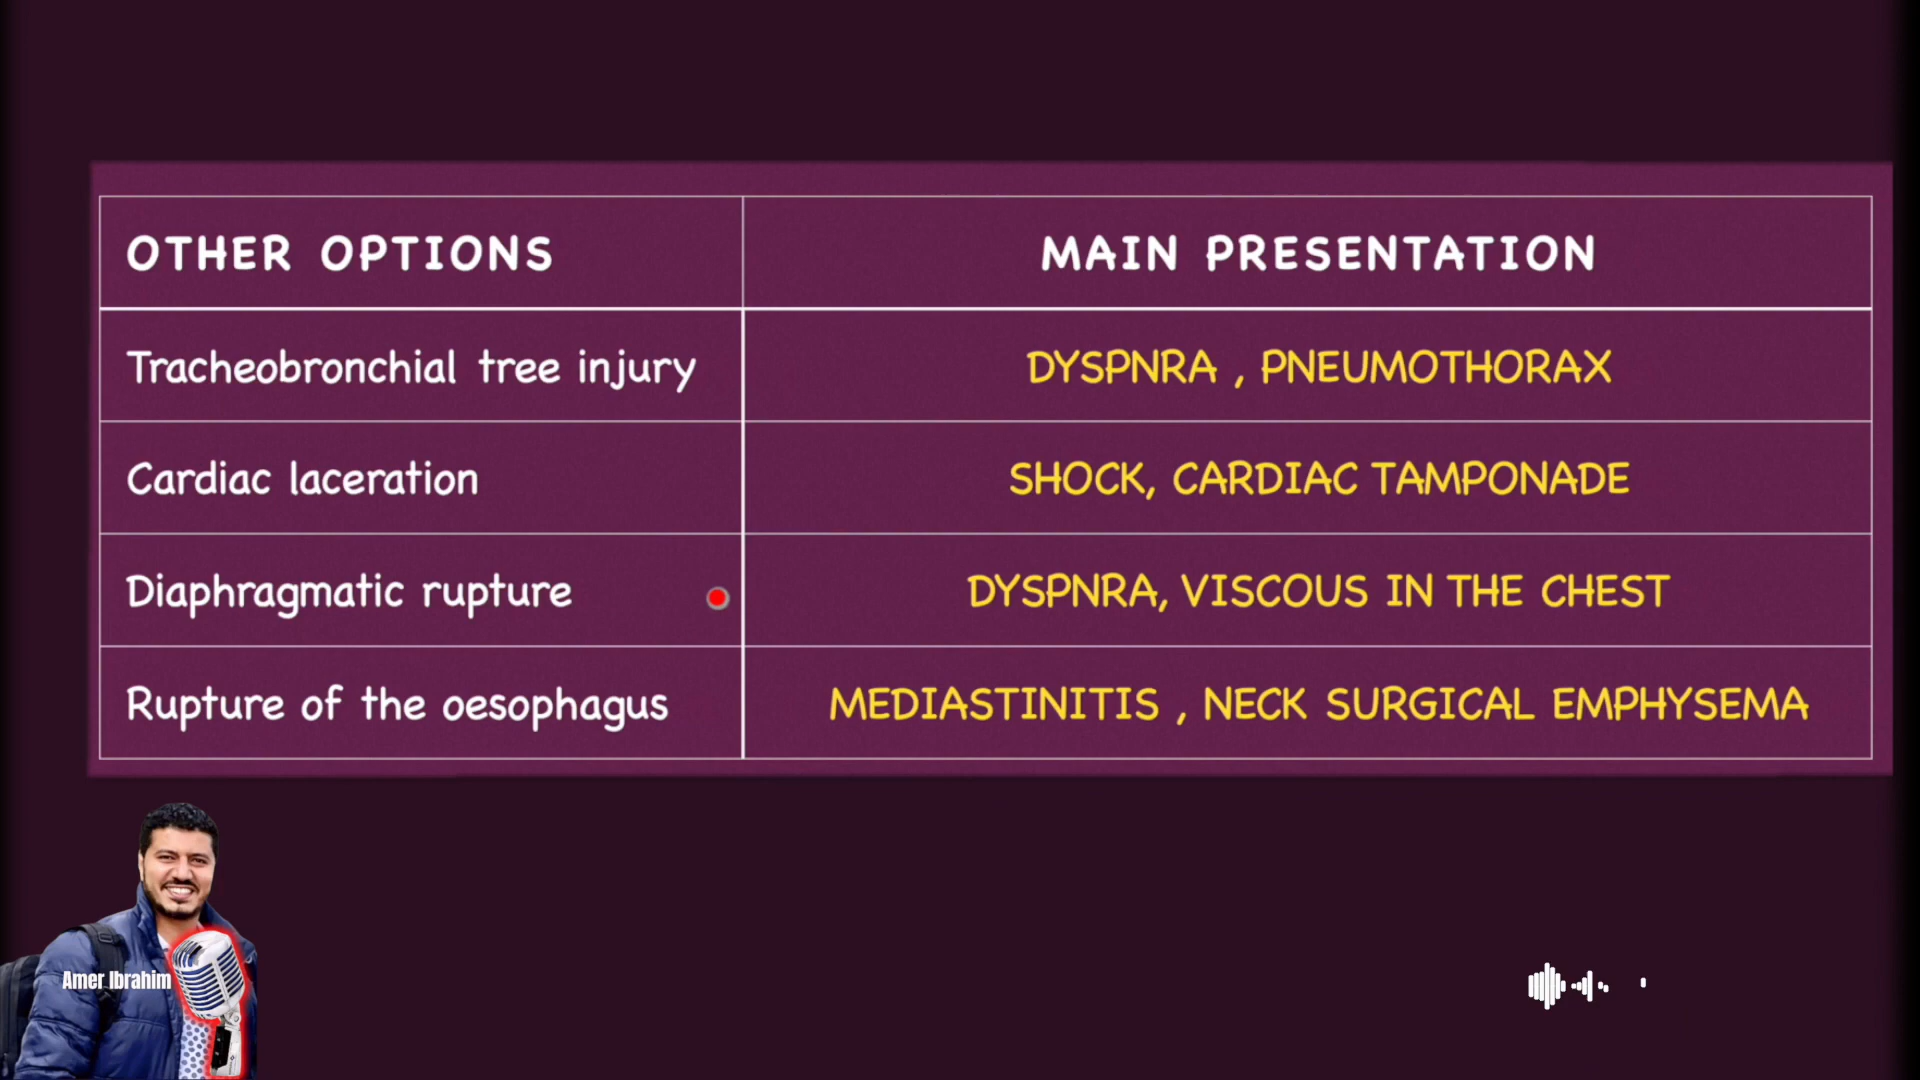 OTHER OPTIONS
MAIN PRESENTATION
Tracheobronchial tree injury
DYSPNRA , PNEUMOTHORAX
Cardiac laceration
SHOCK, CARDIAC TAMPONADE
Diaphragmatic rupture
DYSPNRA, VISCOUS IN THE CHEST
Rupture of the oesophagus
MEDIASTINITIS , NECK SURGICAL EMPHYSEMA
Amer Ibrahim